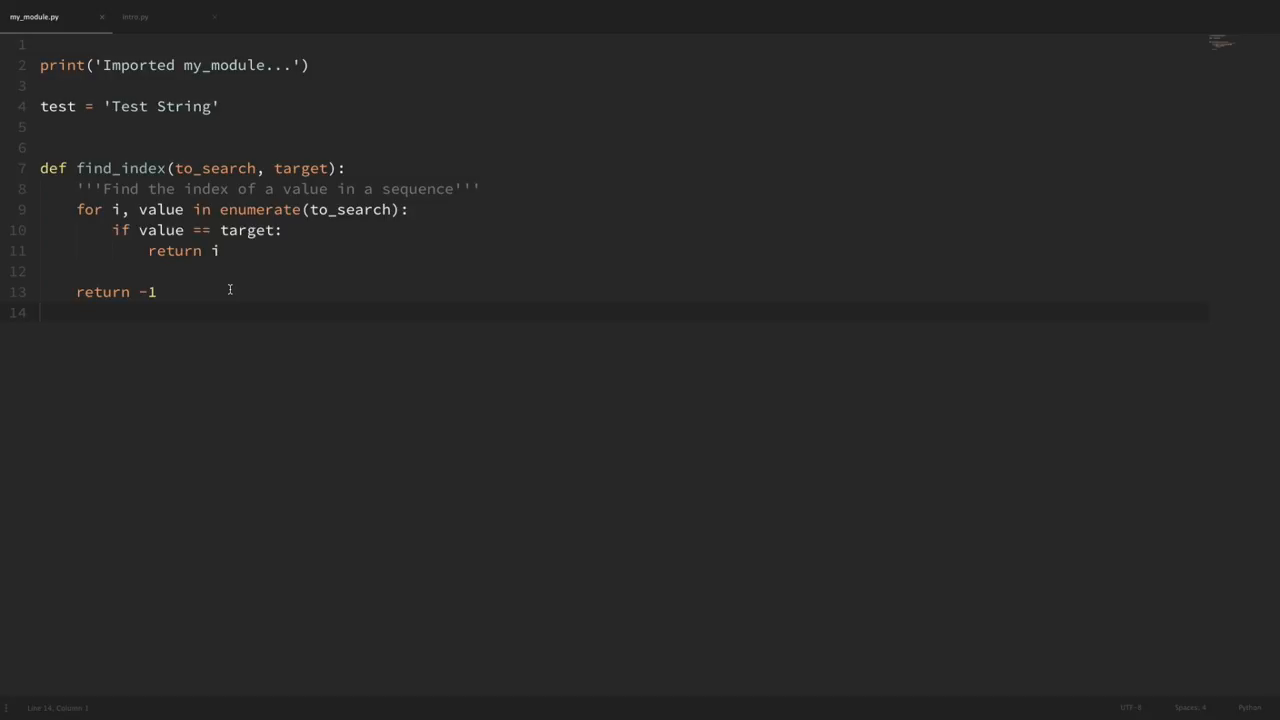 my_module.py × intro.py ×
1
2 print('Imported my_module...')
3
4 test = 'Test String'
5
6
7 def find_index(to_search, target):
8     '''Find the index of a value in a sequence'''
9     for i, value in enumerate(to_search):
10         if value == target:
11             return i
12
13     return -1
14
Line 14, Column 1 UTF-8 Spaces: 4 Python